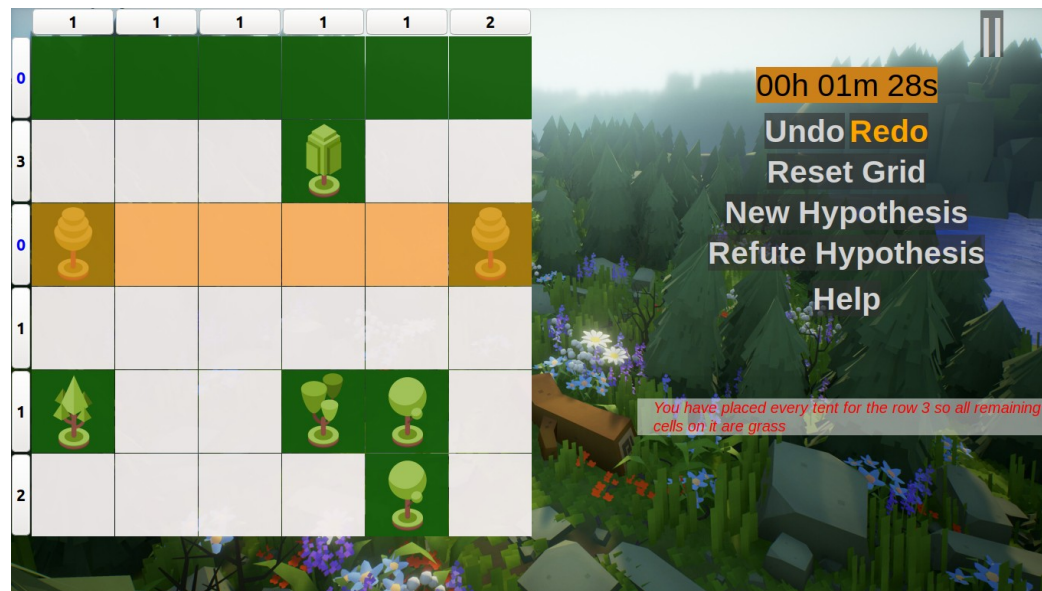 1 1 1 1 1 2
0
3
0
1
1
2
00h 01m 28s
Undo Redo
Reset Grid
New Hypothesis
Refute Hypothesis
Help
You have placed every tent for the row 3 so all remaining
cells on it are grass